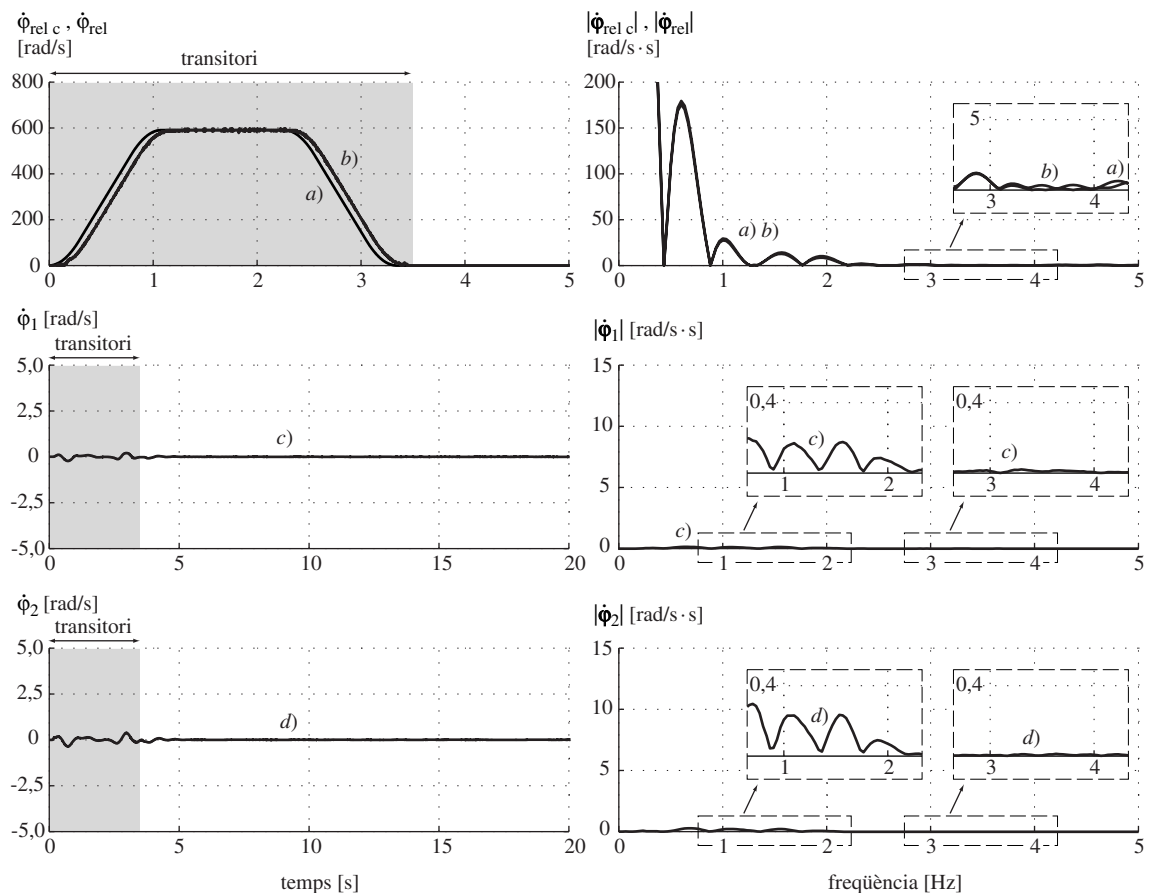 φ̇rel c , φ̇rel
[rad/s]
transitori
800
600
400
200
0
b)
a)
0 1 2 3 4 5
|φ̇rel c| , |φ̇rel|
[rad/s·s]
200
150
100
50
0
a) b)
5
b) a)
3 4
0 1 2 3 4 5
φ̇1 [rad/s]
transitori
5,0
2,5
0
-2,5
-5,0
c)
0 5 10 15 20
|φ̇1| [rad/s·s]
15
10
5
0
c)
0,4
c)
1 2
0,4
c)
3 4
0 1 2 3 4 5
φ̇2 [rad/s]
transitori
5,0
2,5
0
-2,5
-5,0
d)
0 5 10 15 20
temps [s]
|φ̇2| [rad/s·s]
15
10
5
0
0,4
d)
1 2
0,4
d)
3 4
0 1 2 3 4 5
freqüència [Hz]